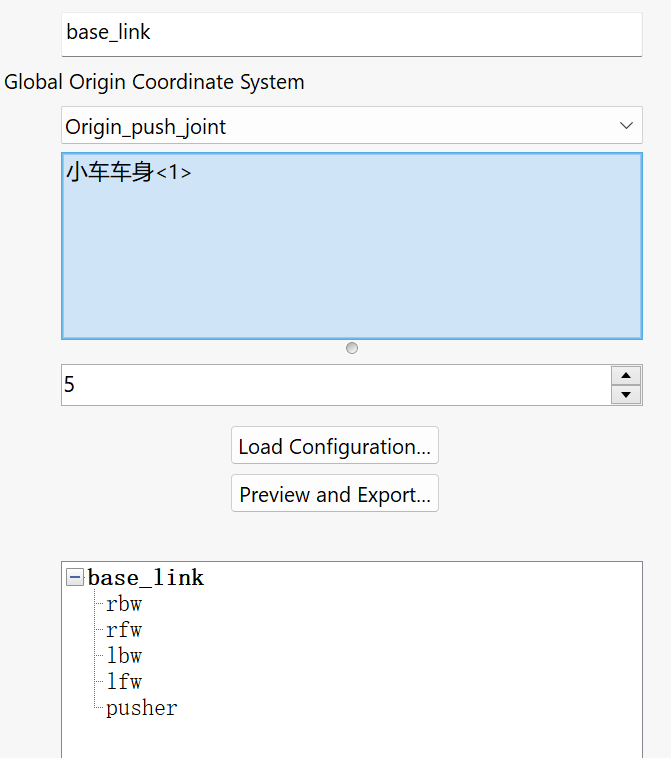 base_link
Global Origin Coordinate System
Origin_push_joint
小车车身<1>
5
Load Configuration...
Preview and Export...
base_link
rbw
rfw
lbw
lfw
pusher